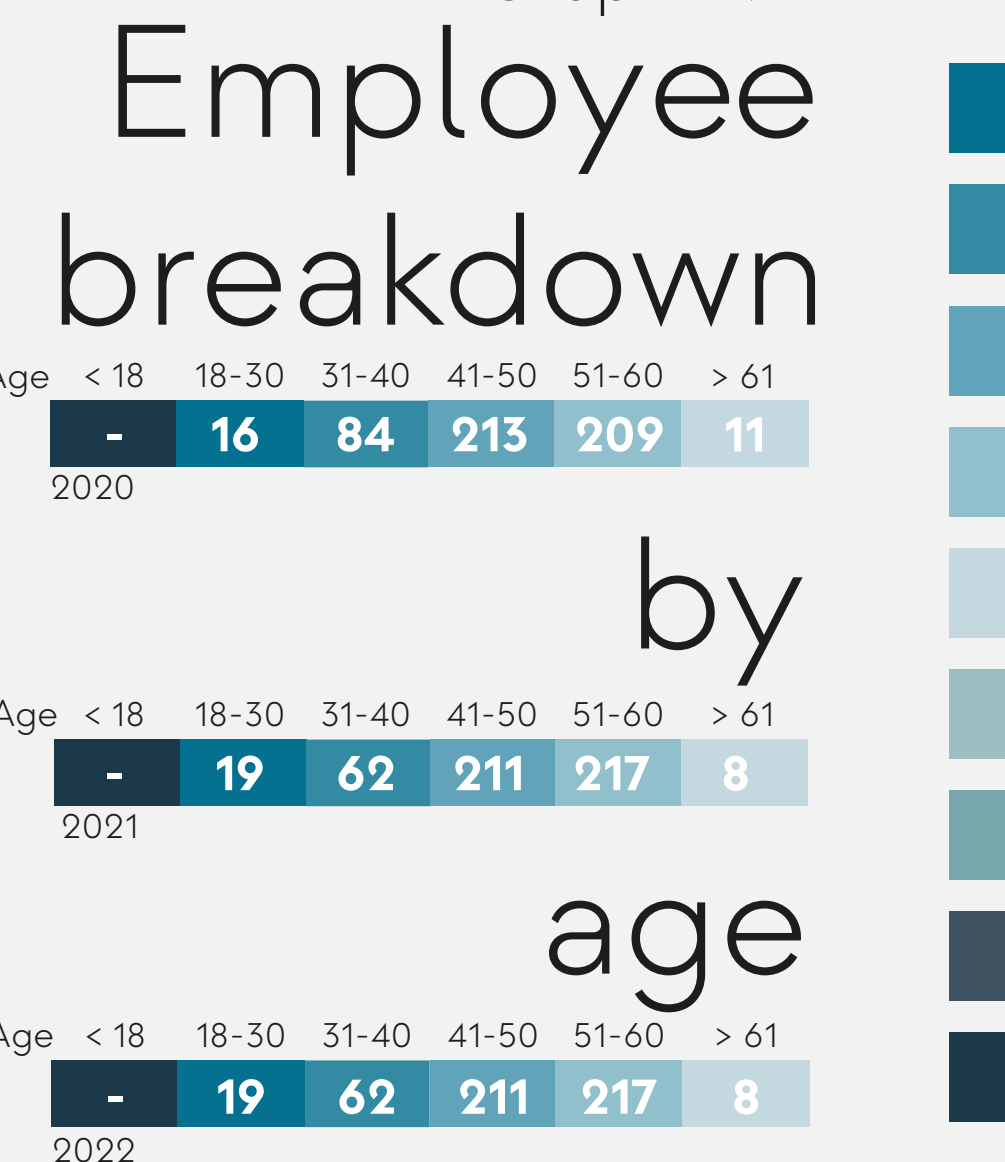 Employee
breakdown
Age < 18 18-30 31-40 41-50 51-60 > 61
- 16 84 213 209 11
2020
by
Age < 18 18-30 31-40 41-50 51-60 > 61
- 19 62 211 217 8
2021
age
Age < 18 18-30 31-40 41-50 51-60 > 61
- 19 62 211 217 8
2022